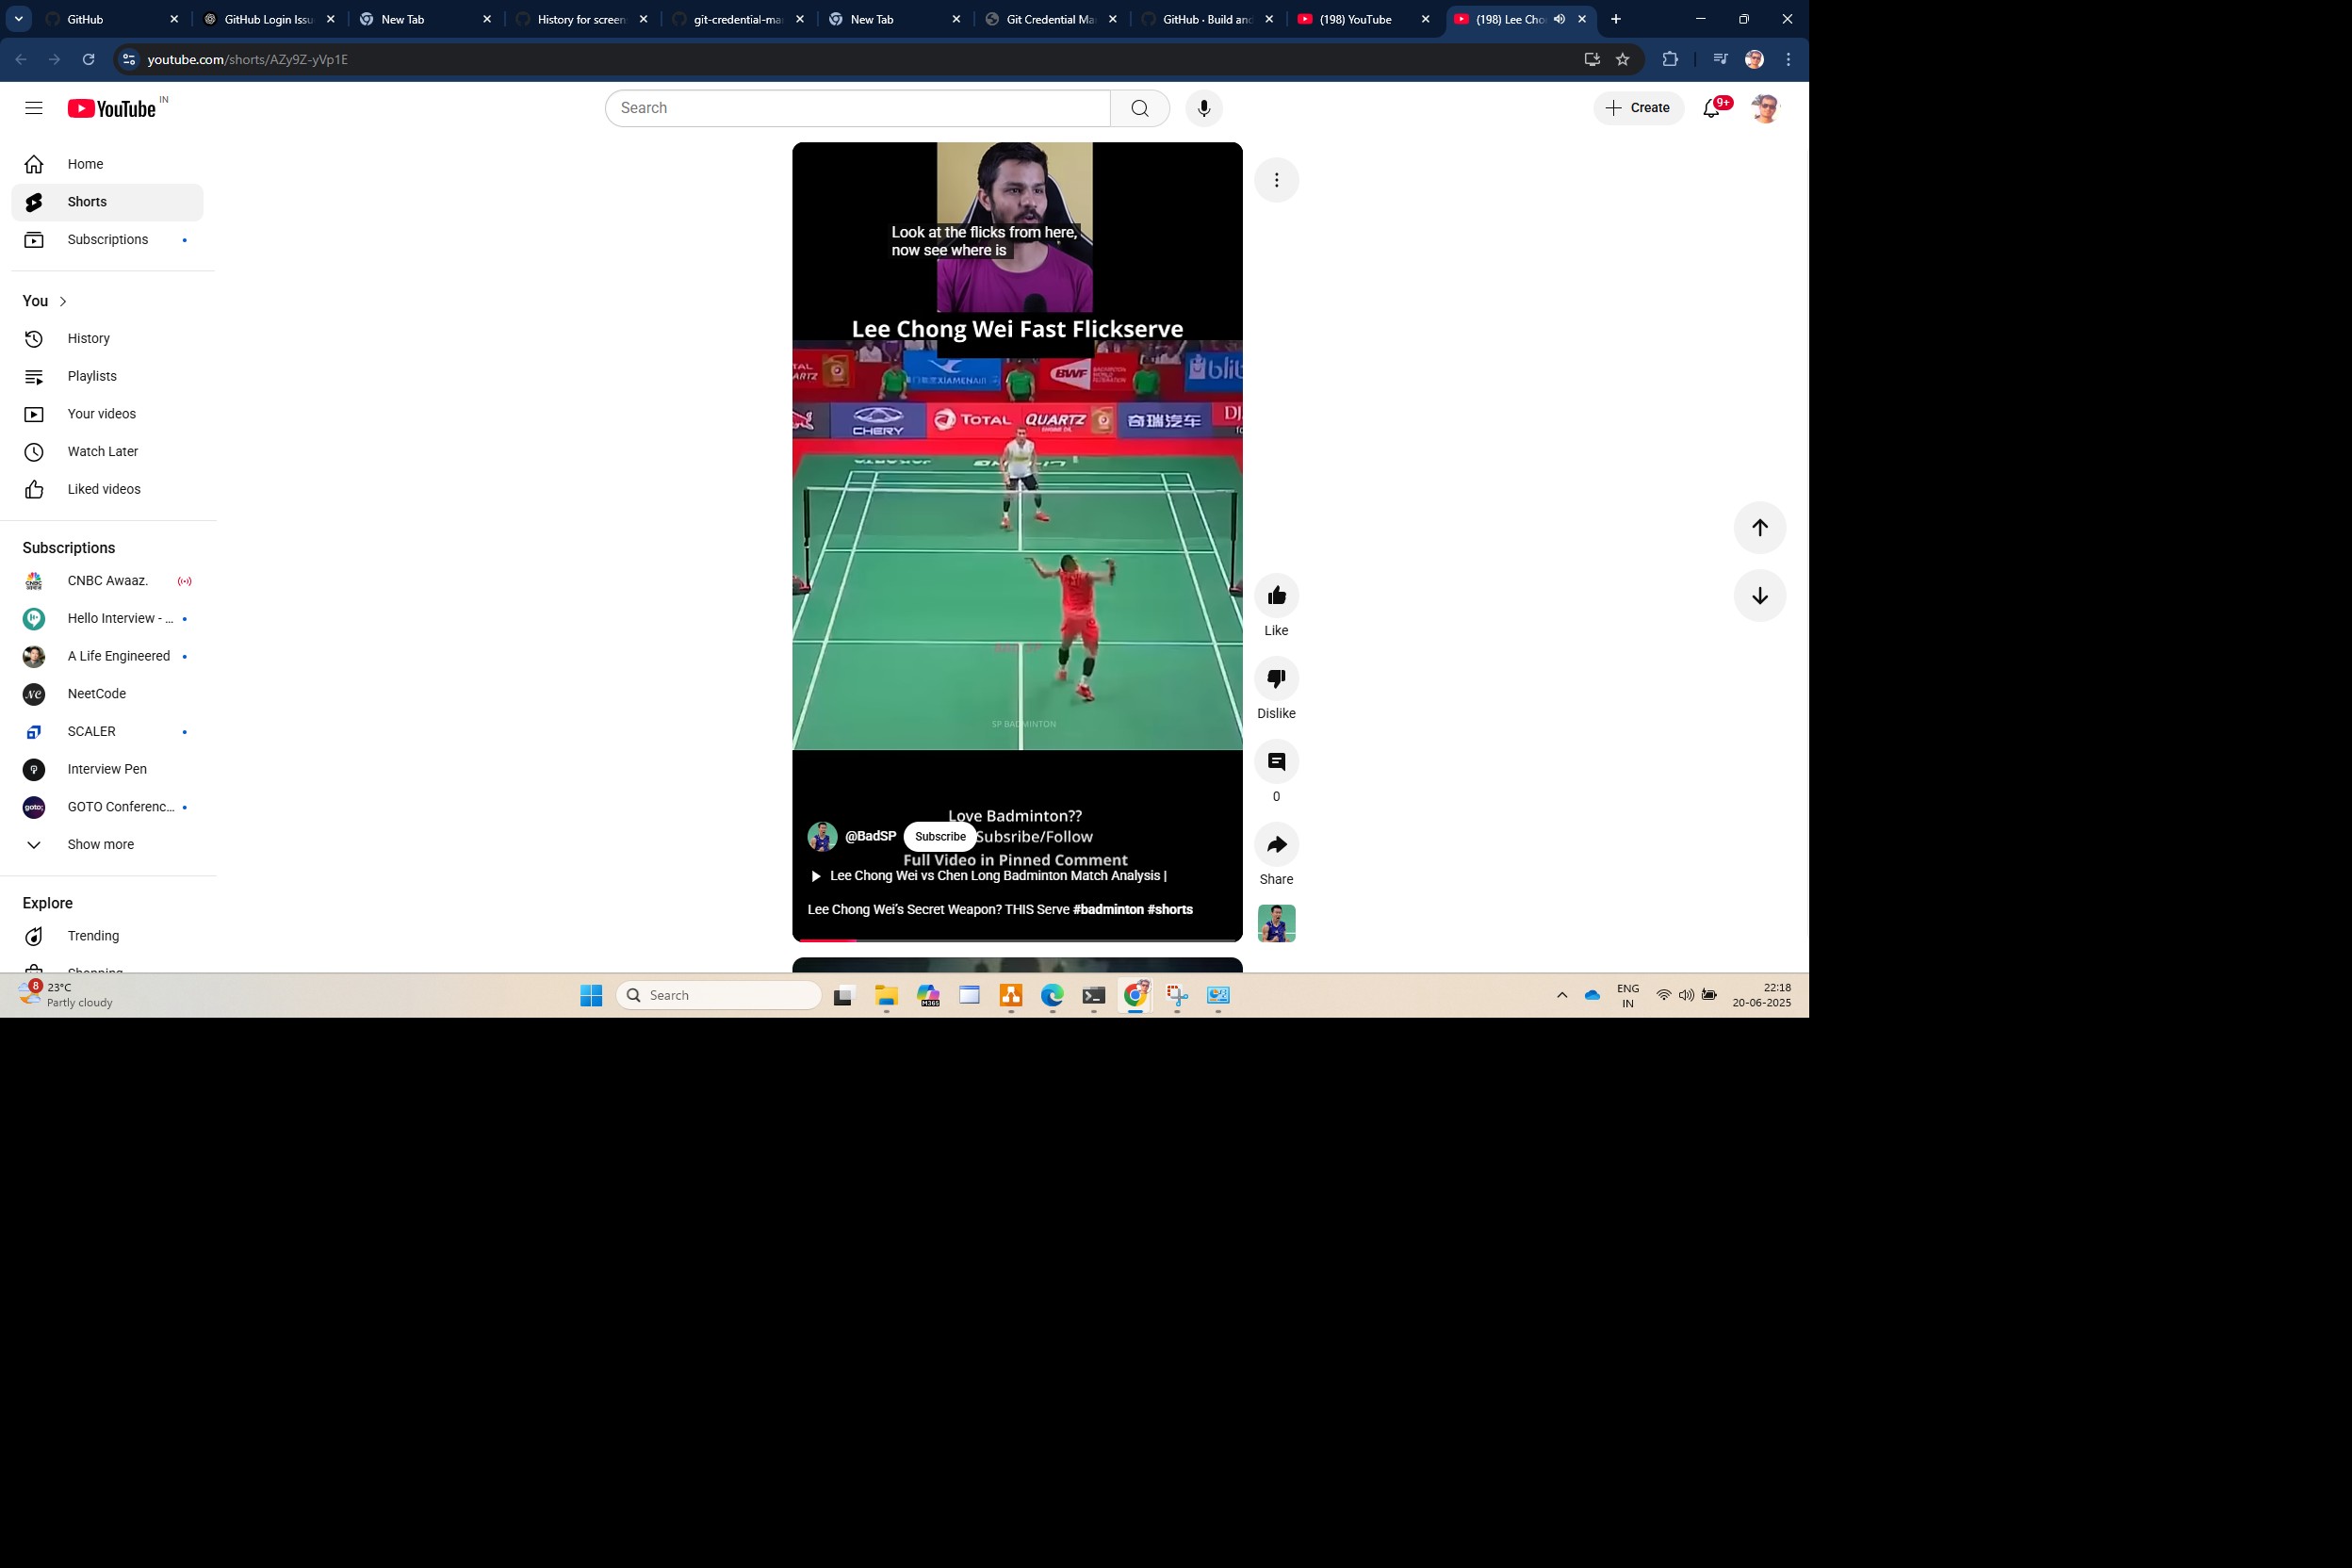 GitHub
GitHub Login Issu
New Tab
History for screen
git-credential-ma
New Tab
Git Credential Ma
GitHub · Build and
(198) YouTube
(198) Lee Cho
youtube.com/shorts/AZy9Z-yVp1E
YouTube IN
Search
Create
9+
Home
Shorts
Subscriptions
You
History
Playlists
Your videos
Watch Later
Liked videos
Subscriptions
CNBC Awaaz.
Hello Interview - ...
A Life Engineered
NeetCode
SCALER
Interview Pen
GOTO Conferenc...
Show more
Explore
Trending
Shopping
Look at the flicks from here,
now see where is
Lee Chong Wei Fast Flickserve
XIAMENAIR
BWF
blit
CHERY
TOTAL QUARTZ
奇瑞汽车
JAKARTA
SP BADMINTON
Love Badminton??
Subsribe/Follow
@BadSP
Subscribe
Full Video in Pinned Comment
Lee Chong Wei vs Chen Long Badminton Match Analysis |
Lee Chong Wei's Secret Weapon? THIS Serve #badminton #shorts
Like
Dislike
0
Share
8
23°C
Partly cloudy
Search
M365
ENG
IN
22:18
20-06-2025